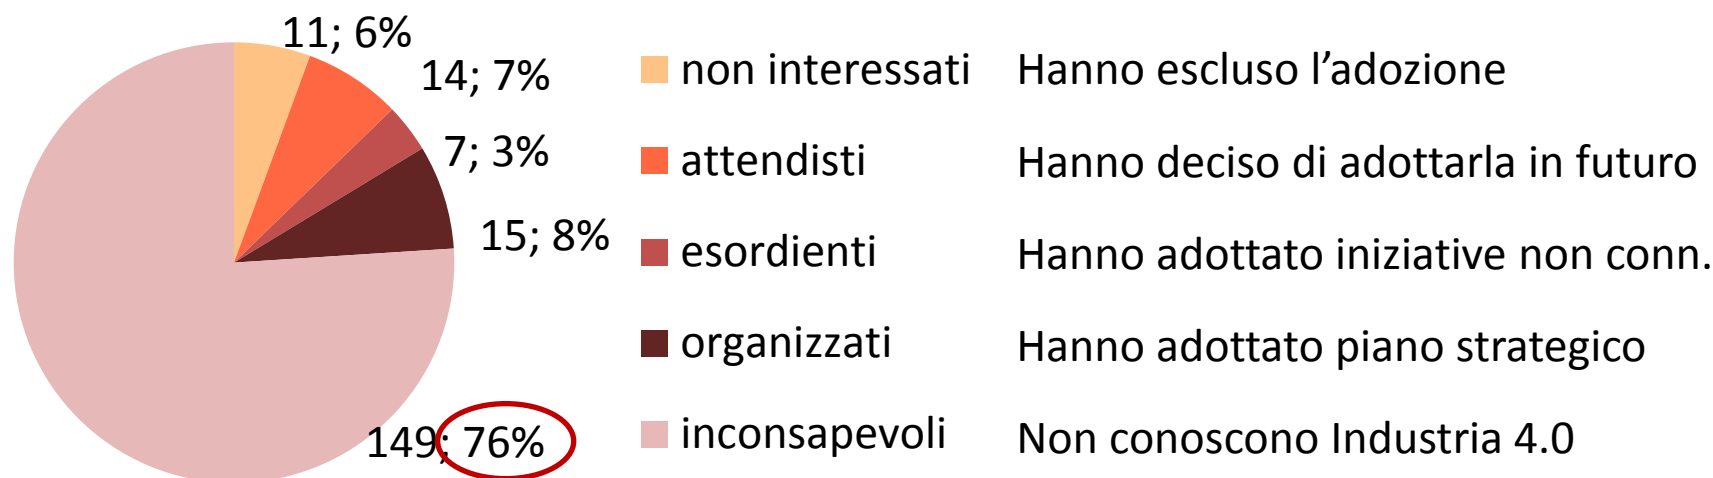 11; 6%
14; 7%
7; 3%
15; 8%
149; 76%
non interessati Hanno escluso l’adozione
attendisti Hanno deciso di adottarla in futuro
esordienti Hanno adottato iniziative non conn.
organizzati Hanno adottato piano strategico
inconsapevoli Non conoscono Industria 4.0